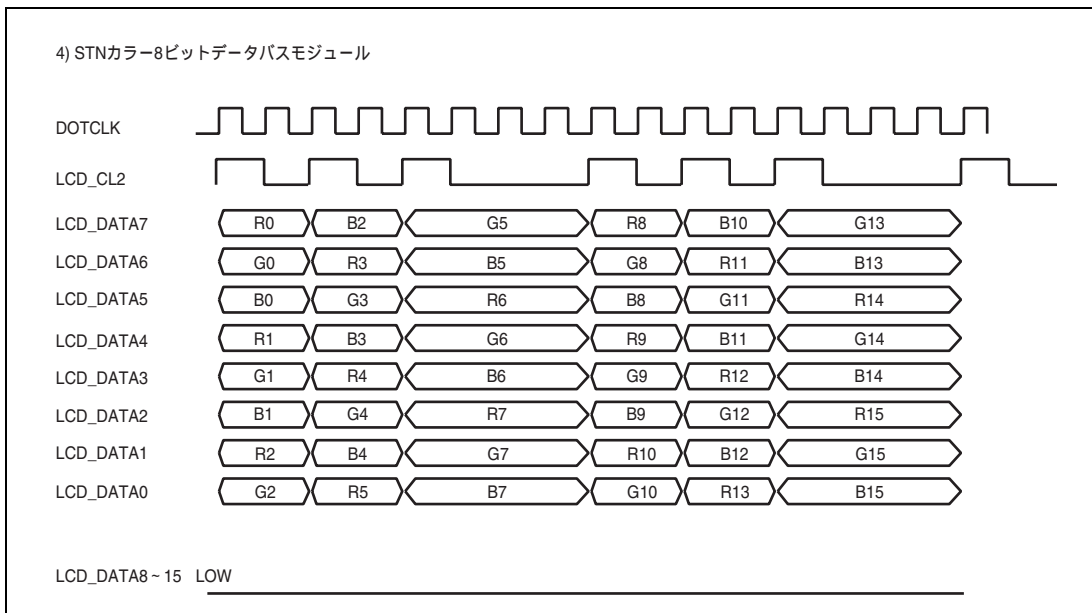 4) STNカラー8ビットデータバスモジュール
DOTCLK
LCD_CL2
LCD_DATA7 R0 B2 G5 R8 B10 G13
LCD_DATA6 G0 R3 B5 G8 R11 B13
LCD_DATA5 B0 G3 R6 B8 G11 R14
LCD_DATA4 R1 B3 G6 R9 B11 G14
LCD_DATA3 G1 R4 B6 G9 R12 B14
LCD_DATA2 B1 G4 R7 B9 G12 R15
LCD_DATA1 R2 B4 G7 R10 B12 G15
LCD_DATA0 G2 R5 B7 G10 R13 B15
LCD_DATA8~15 LOW